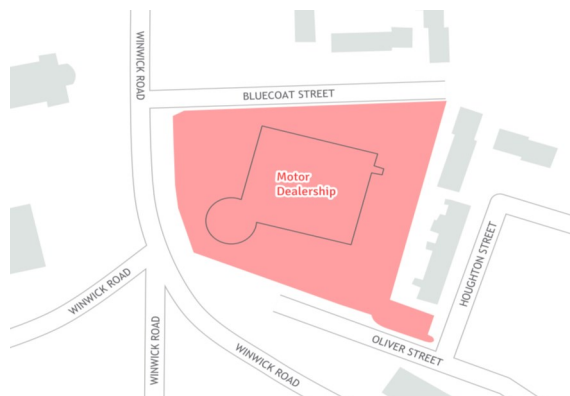 WINWICK ROAD
BLUECOAT STREET
Motor
Dealership
HOUGHTON STREET
WINWICK ROAD
WINWICK ROAD
WINWICK ROAD
OLIVER STREET